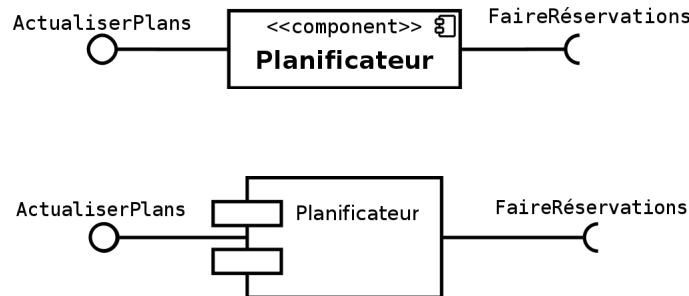 ActualiserPlans
FaireRéservations
<<component>>
Planificateur
ActualiserPlans
Planificateur
FaireRéservations